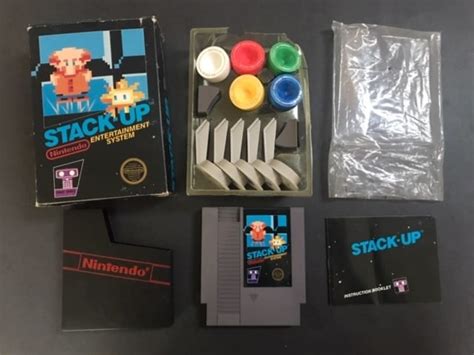 STACK-UP
Nintendo
ENTERTAINMENT
SYSTEM
Nintendo
STACK-UP
STACK-UP
INSTRUCTION BOOKLET